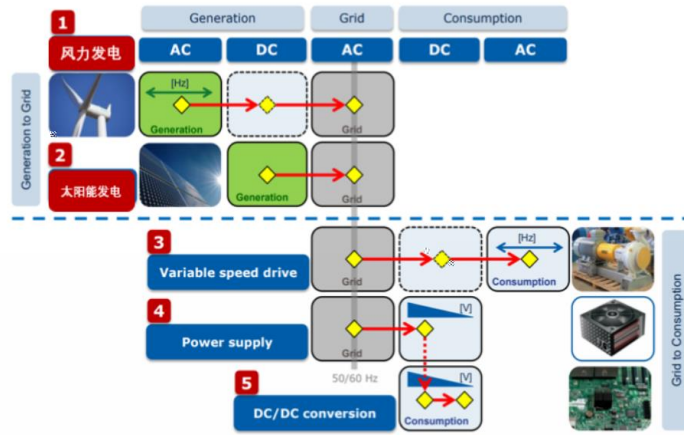 Generation
Grid
Consumption
1
风力发电
AC
DC
AC
DC
AC
Generation to Grid
[Hz]
Generation
Grid
2
太阳能发电
Generation
Grid
3
Variable speed drive
Grid
[Hz]
Consumption
Grid to Consumption
4
Power supply
Grid
[V]
50/60 Hz
5
DC/DC conversion
[V]
Consumption